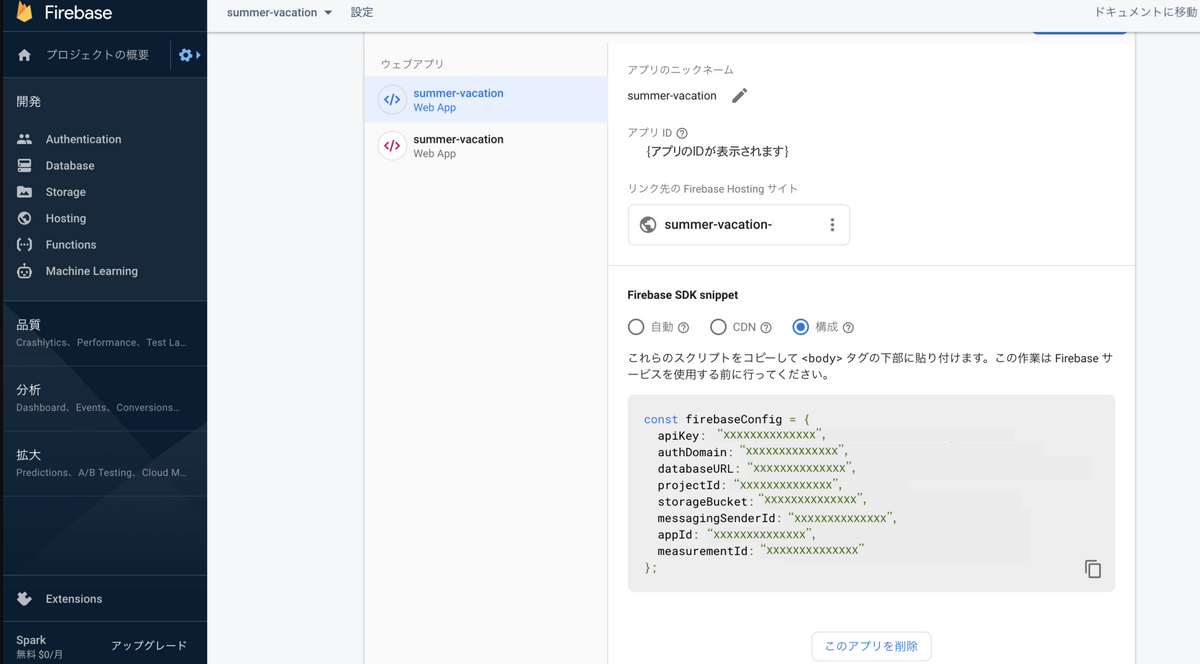 Firebase
プロジェクトの概要
開発
Authentication
Database
Storage
Hosting
Functions
Machine Learning
品質
Crashlytics、Performance、Test La...
分析
Dashboard、Events、Conversions...
拡大
Predictions、A/B Testing、Cloud M...
Extensions
Spark
無料 $0/月
アップグレード
summer-vacation
設定
ドキュメントに移動
ウェブアプリ
summer-vacation
Web App
summer-vacation
Web App
アプリのニックネーム
summer-vacation
アプリ ID
{アプリのIDが表示されます}
リンク先の Firebase Hosting サイト
summer-vacation-
Firebase SDK snippet
自動 CDN 構成
これらのスクリプトをコピーして <body> タグの下部に貼り付けます。この作業は Firebase サ
ービスを使用する前に行ってください。
const firebaseConfig = {
apiKey: “xxxxxxxxxxxxxx”,
authDomain: “xxxxxxxxxxxxxx”,
databaseURL: “xxxxxxxxxxxxxx”,
projectId: “xxxxxxxxxxxxxx”,
storageBucket: “xxxxxxxxxxxxxx”,
messagingSenderId: “xxxxxxxxxxxxxx”,
appId: “xxxxxxxxxxxxxx”,
measurementId: “xxxxxxxxxxxxxx”
};
このアプリを削除